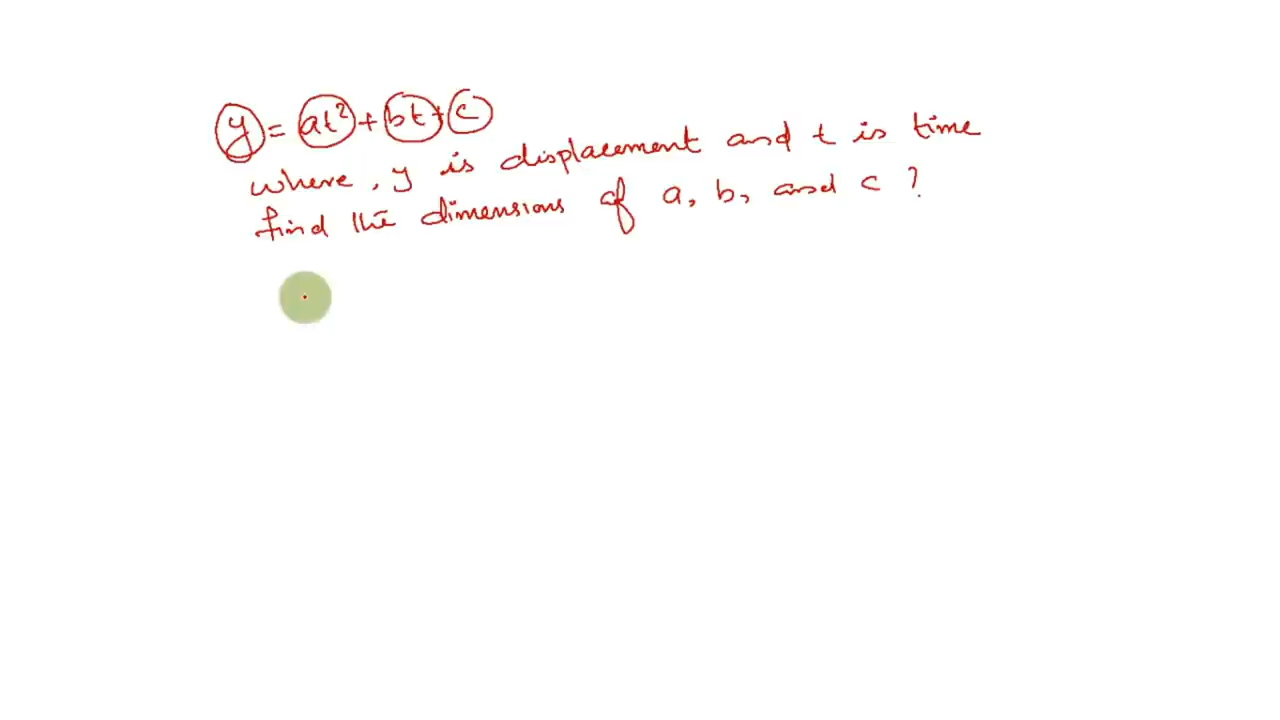 y = at² + bt + c
where, y is displacement and t is time
find the dimensions of a, b, and c ?